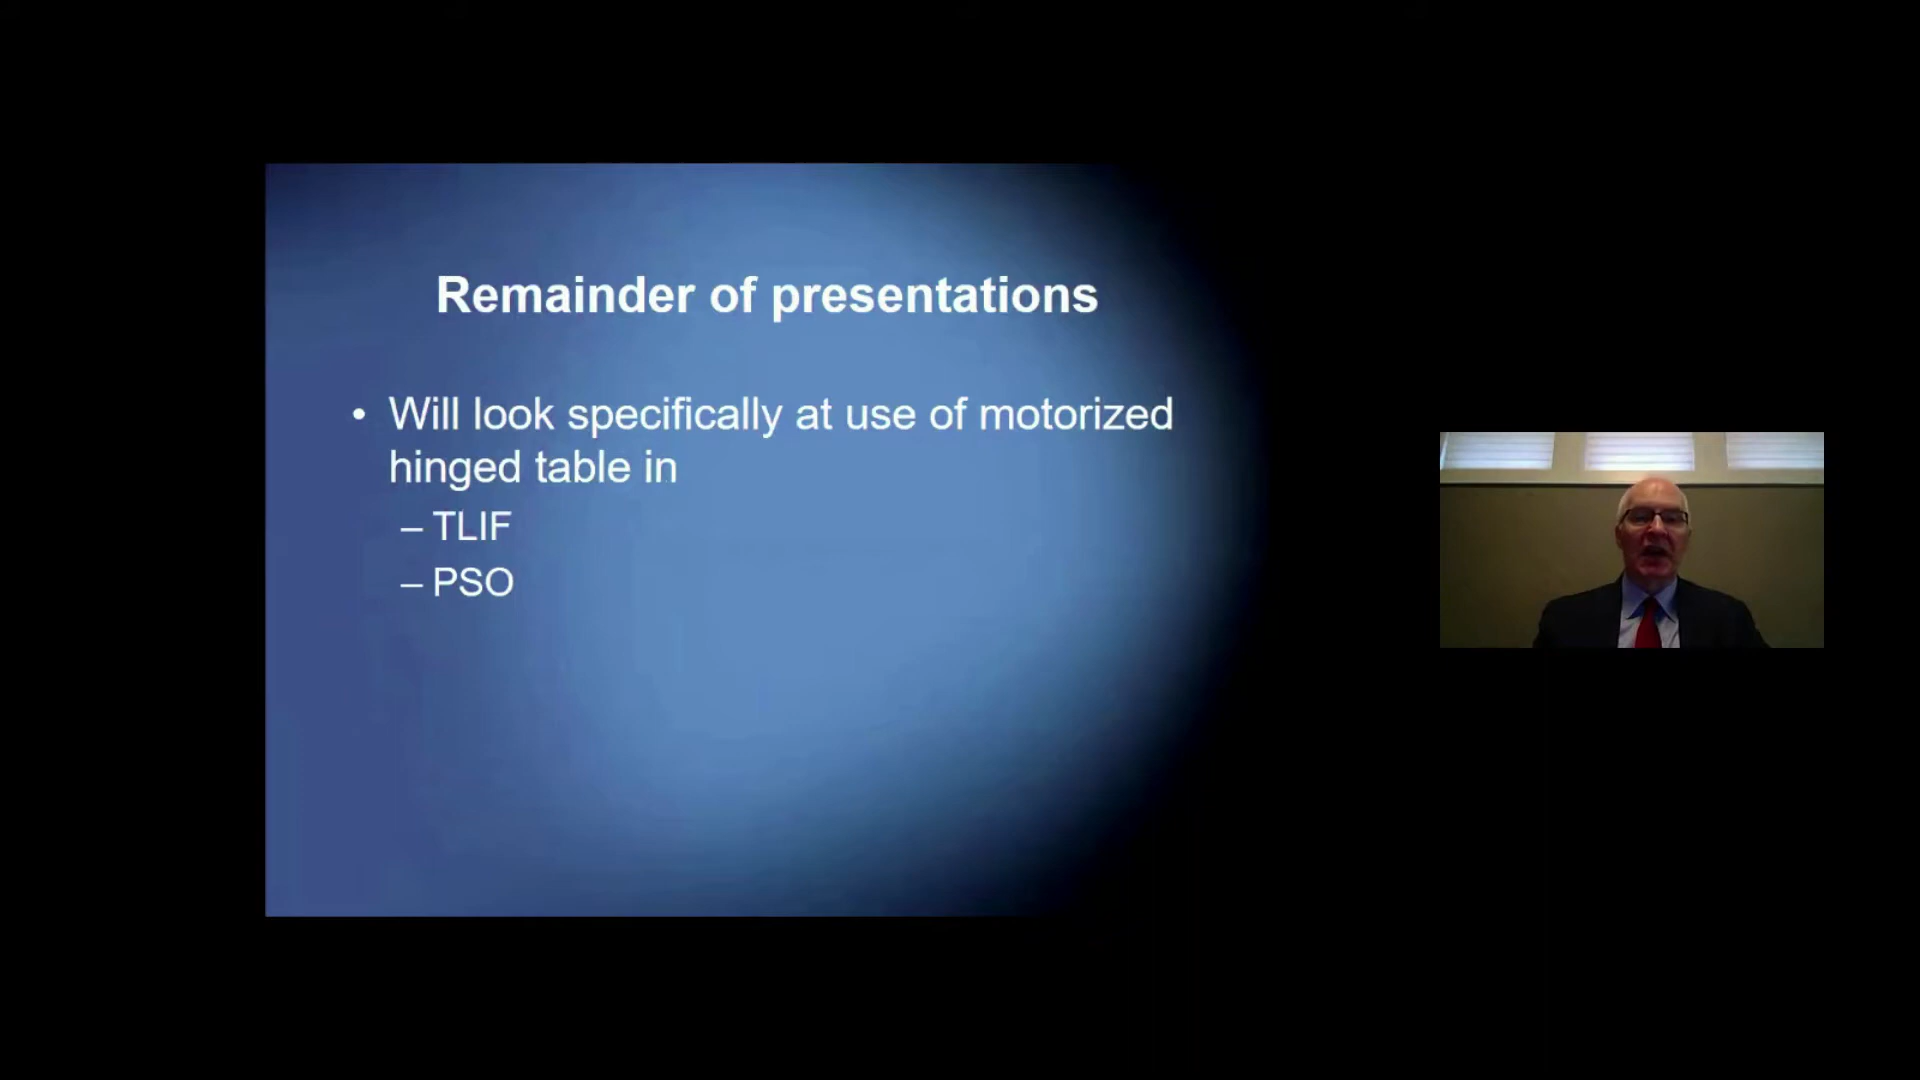 Remainder of presentations
• Will look specifically at use of motorized
hinged table in
– TLIF
– PSO